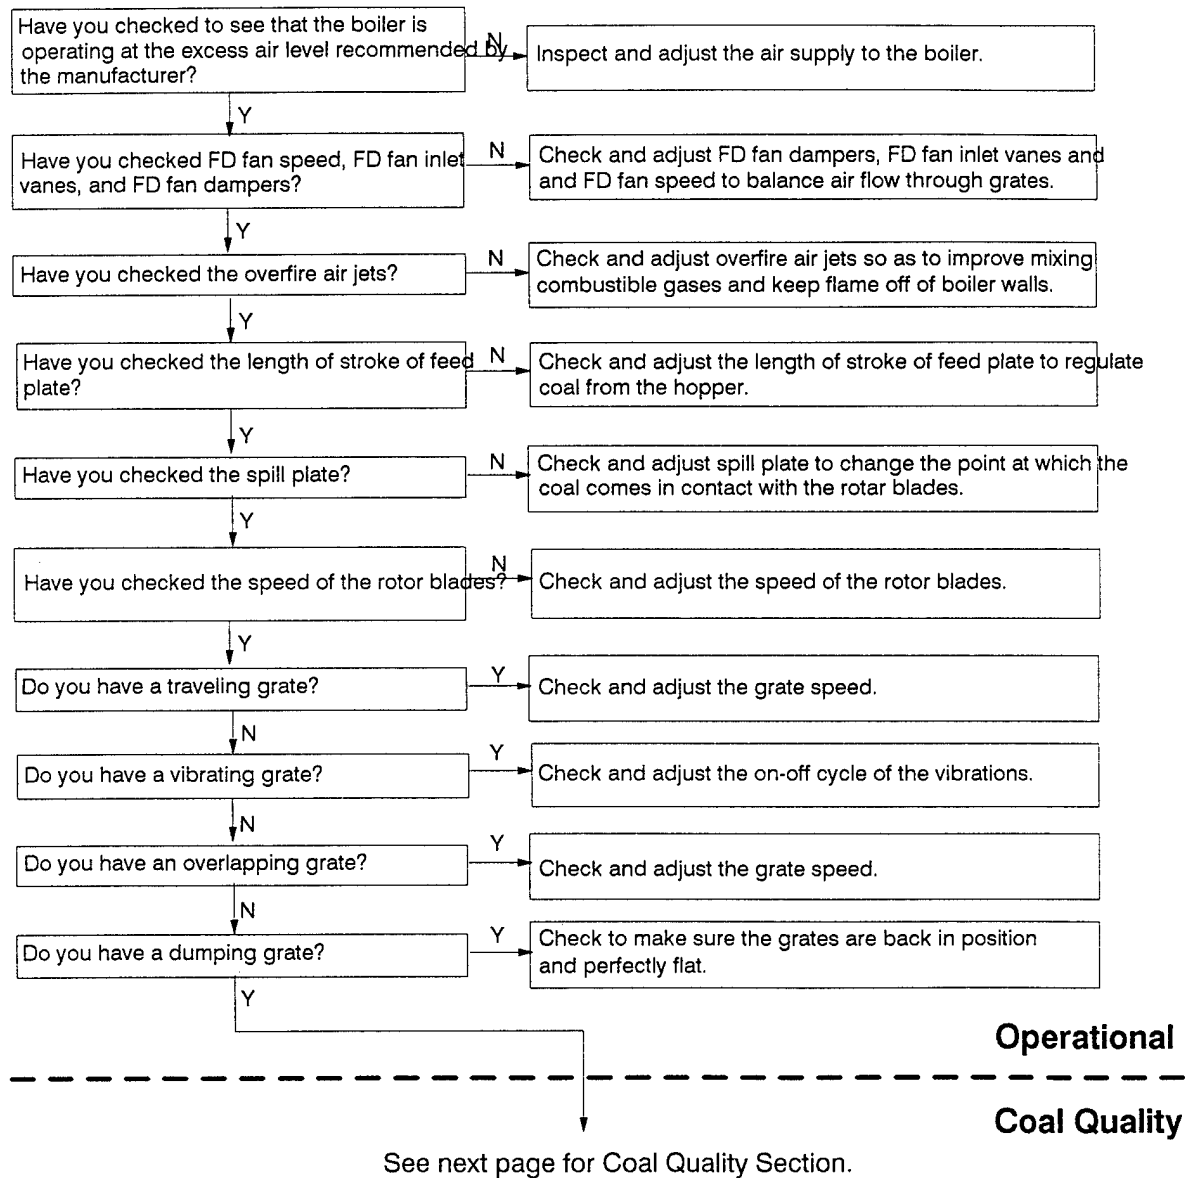 Have you checked to see that the boiler is
operating at the excess air level recommended by
the manufacturer?
N
Inspect and adjust the air supply to the boiler.
Y
Have you checked FD fan speed, FD fan inlet
vanes, and FD fan dampers?
N
Check and adjust FD fan dampers, FD fan inlet vanes and
and FD fan speed to balance air flow through grates.
Y
Have you checked the overfire air jets?
N
Check and adjust overfire air jets so as to improve mixing
combustible gases and keep flame off of boiler walls.
Y
Have you checked the length of stroke of feed
plate?
N
Check and adjust the length of stroke of feed plate to regulate
coal from the hopper.
Y
Have you checked the spill plate?
N
Check and adjust spill plate to change the point at which the
coal comes in contact with the rotar blades.
Y
Have you checked the speed of the rotor blades?
N
Check and adjust the speed of the rotor blades.
Y
Do you have a traveling grate?
Y
Check and adjust the grate speed.
N
Do you have a vibrating grate?
Y
Check and adjust the on-off cycle of the vibrations.
N
Do you have an overlapping grate?
Y
Check and adjust the grate speed.
N
Do you have a dumping grate?
Y
Check to make sure the grates are back in position
and perfectly flat.
Y
Operational
Coal Quality
See next page for Coal Quality Section.